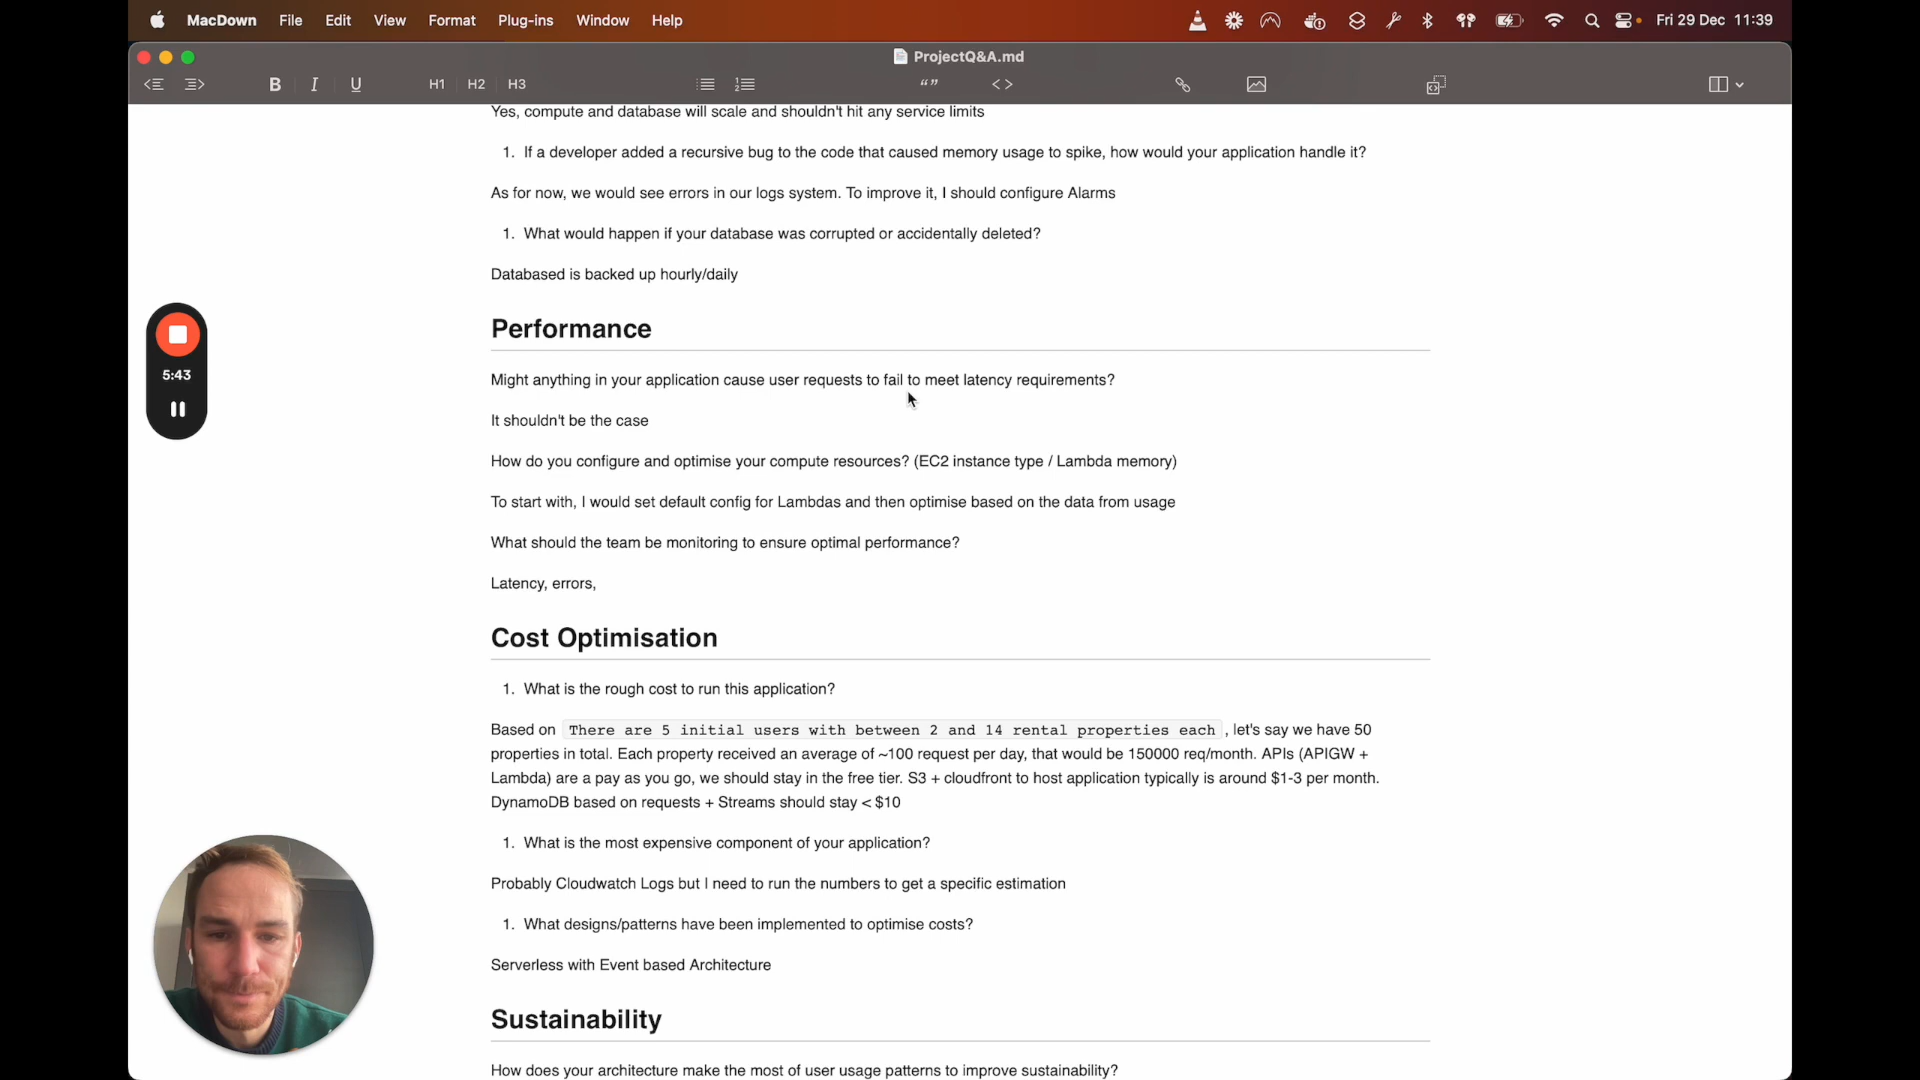 MacDown File Edit View Format Plug-ins Window Help Fri 29 Dec 11:39
ProjectQ&A.md
B I U H1 H2 H3 “” <>
Yes, compute and database will scale and shouldn't hit any service limits
1. If a developer added a recursive bug to the code that caused memory usage to spike, how would your application handle it?
As for now, we would see errors in our logs system. To improve it, I should configure Alarms
1. What would happen if your database was corrupted or accidentally deleted?
Databased is backed up hourly/daily
Performance
5:43
Might anything in your application cause user requests to fail to meet latency requirements?
It shouldn't be the case
How do you configure and optimise your compute resources? (EC2 instance type / Lambda memory)
To start with, I would set default config for Lambdas and then optimise based on the data from usage
What should the team be monitoring to ensure optimal performance?
Latency, errors,
Cost Optimisation
1. What is the rough cost to run this application?
Based on There are 5 initial users with between 2 and 14 rental properties each, let's say we have 50
properties in total. Each property received an average of ~100 request per day, that would be 150000 req/month. APIs (APIGW +
Lambda) are a pay as you go, we should stay in the free tier. S3 + cloudfront to host application typically is around $1-3 per month.
DynamoDB based on requests + Streams should stay < $10
1. What is the most expensive component of your application?
Probably Cloudwatch Logs but I need to run the numbers to get a specific estimation
1. What designs/patterns have been implemented to optimise costs?
Serverless with Event based Architecture
Sustainability
How does your architecture make the most of user usage patterns to improve sustainability?